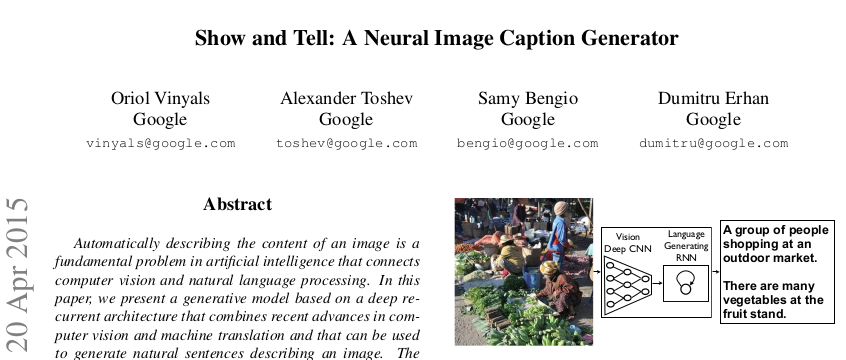 Show and Tell: A Neural Image Caption Generator
Oriol Vinyals
Google
vinyals@google.com
Alexander Toshev
Google
toshev@google.com
Samy Bengio
Google
bengio@google.com
Dumitru Erhan
Google
dumitru@google.com
20 Apr 2015
Abstract
Automatically describing the content of an image is a
fundamental problem in artificial intelligence that connects
computer vision and natural language processing. In this
paper, we present a generative model based on a deep re-
current architecture that combines recent advances in com-
puter vision and machine translation and that can be used
to generate natural sentences describing an image. The
Vision
Deep CNN
Language
Generating
RNN
A group of people
shopping at an
outdoor market.
There are many
vegetables at the
fruit stand.